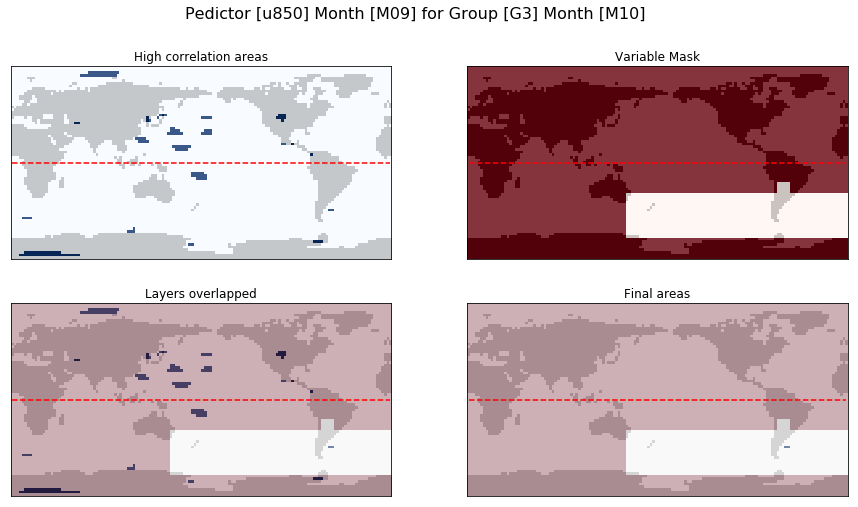 Pedictor [u850] Month [M09] for Group [G3] Month [M10]
High correlation areas
Variable Mask
Layers overlapped
Final areas